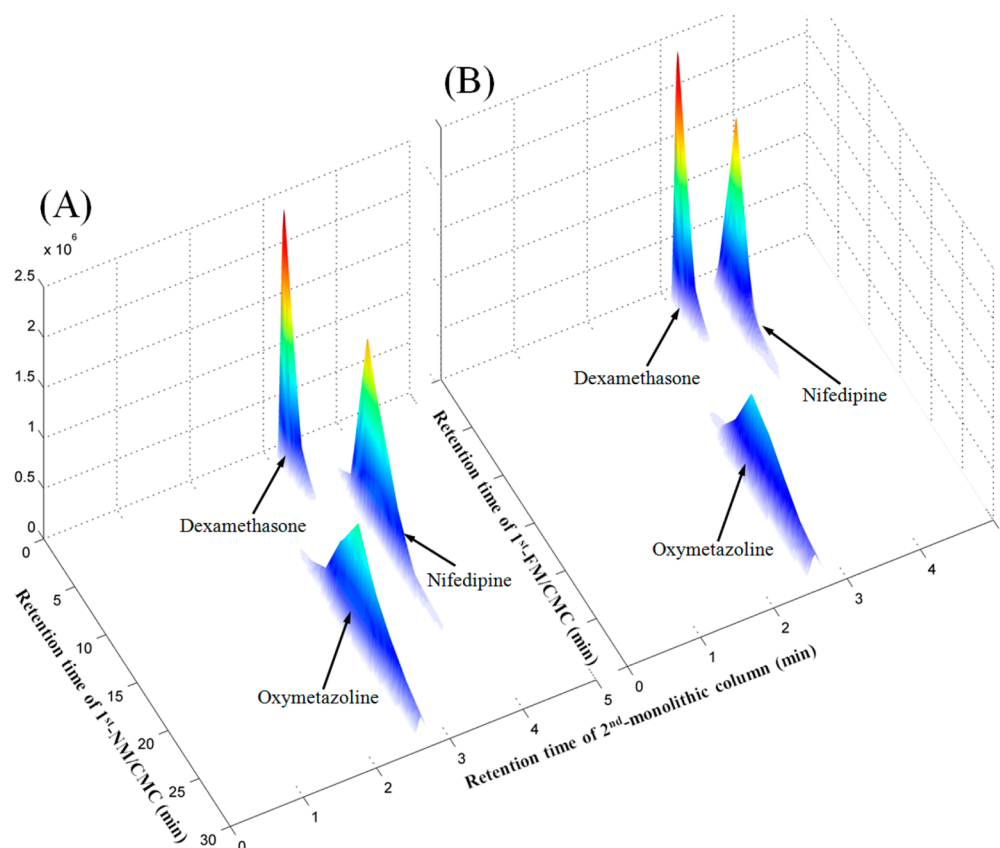 (A)
(B)
x 10⁶
2.5
2
1.5
1
0.5
0
0
5
10
15
20
25
30
Retention time of 1ˢᵗ-NM/CMC (min)
Dexamethasone
Nifedipine
Oxymetazoline
0
1
2
3
4
5
Retention time of 2ⁿᵈ-monolithic column (min)
Retention time of 1ˢᵗ-FM/CMC (min)
Dexamethasone
Nifedipine
Oxymetazoline
0
1
2
3
4